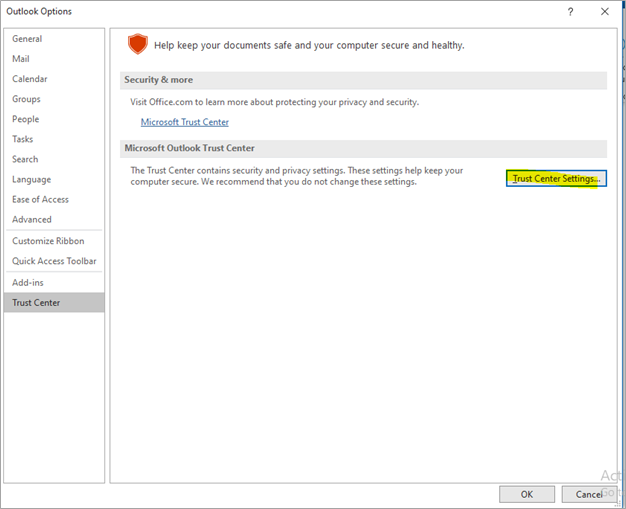 Outlook Options
?
General
Mail
Calendar
Groups
People
Tasks
Search
Language
Ease of Access
Advanced
Customize Ribbon
Quick Access Toolbar
Add-ins
Trust Center
Help keep your documents safe and your computer secure and healthy.
Security & more
Visit Office.com to learn more about protecting your privacy and security.
Microsoft Trust Center
Microsoft Outlook Trust Center
The Trust Center contains security and privacy settings. These settings help keep your
computer secure. We recommend that you do not change these settings.
Trust Center Settings...
OK
Cancel